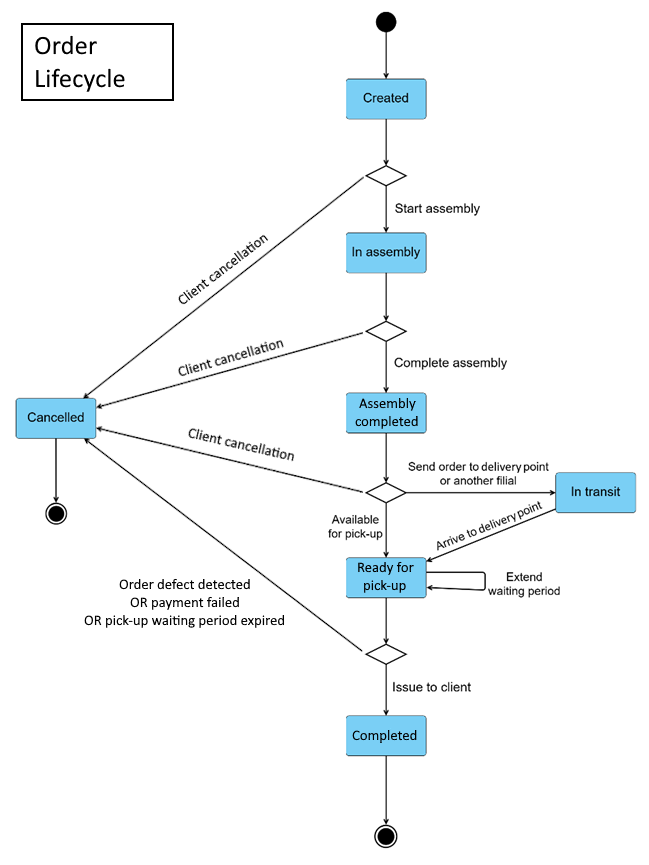 Order
Lifecycle
Created
Start assembly
Client cancellation
In assembly
Client cancellation
Complete assembly
Assembly
completed
Cancelled
Client cancellation
Send order to delivery point
or another filial
In transit
Available
for pick-up
Arrive to delivery point
Ready for
pick-up
Extend
waiting period
Order defect detected
OR payment failed
OR pick-up waiting period expired
Issue to client
Completed